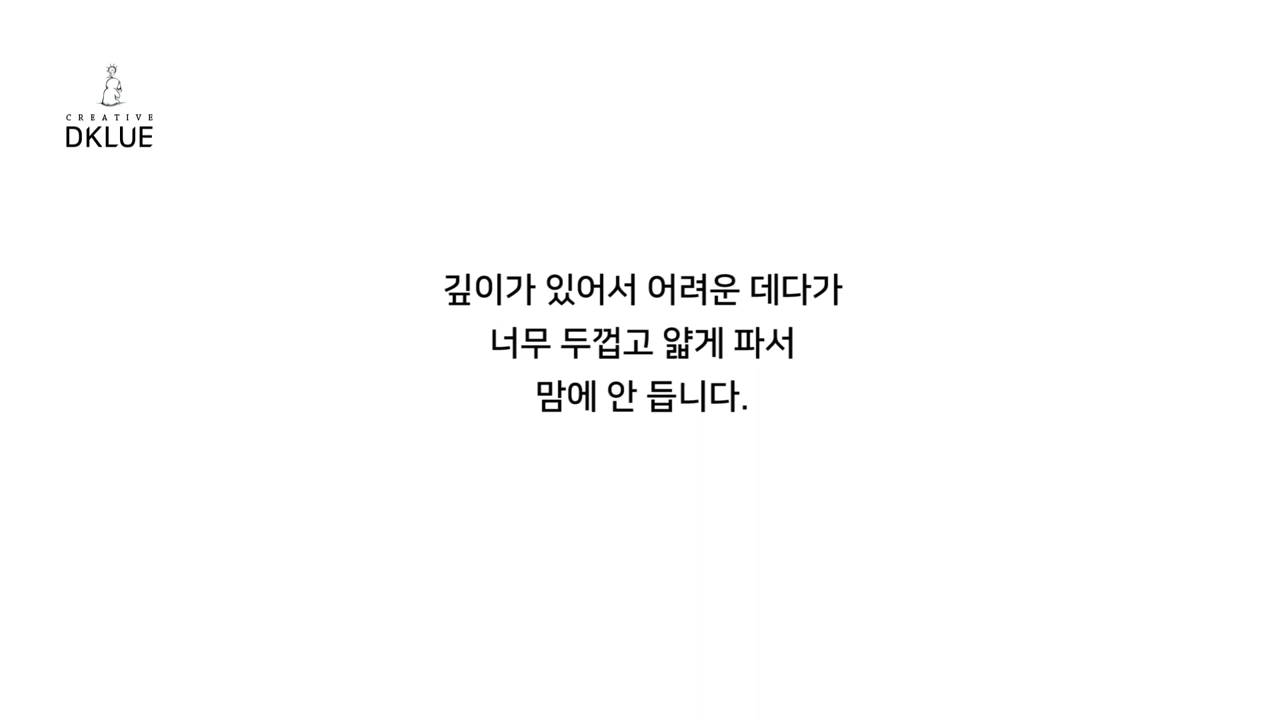 CREATIVE
DKLUE
깊이가 있어서 어려운 데다가
너무 두껍고 얇게 파서
맘에 안 듭니다.